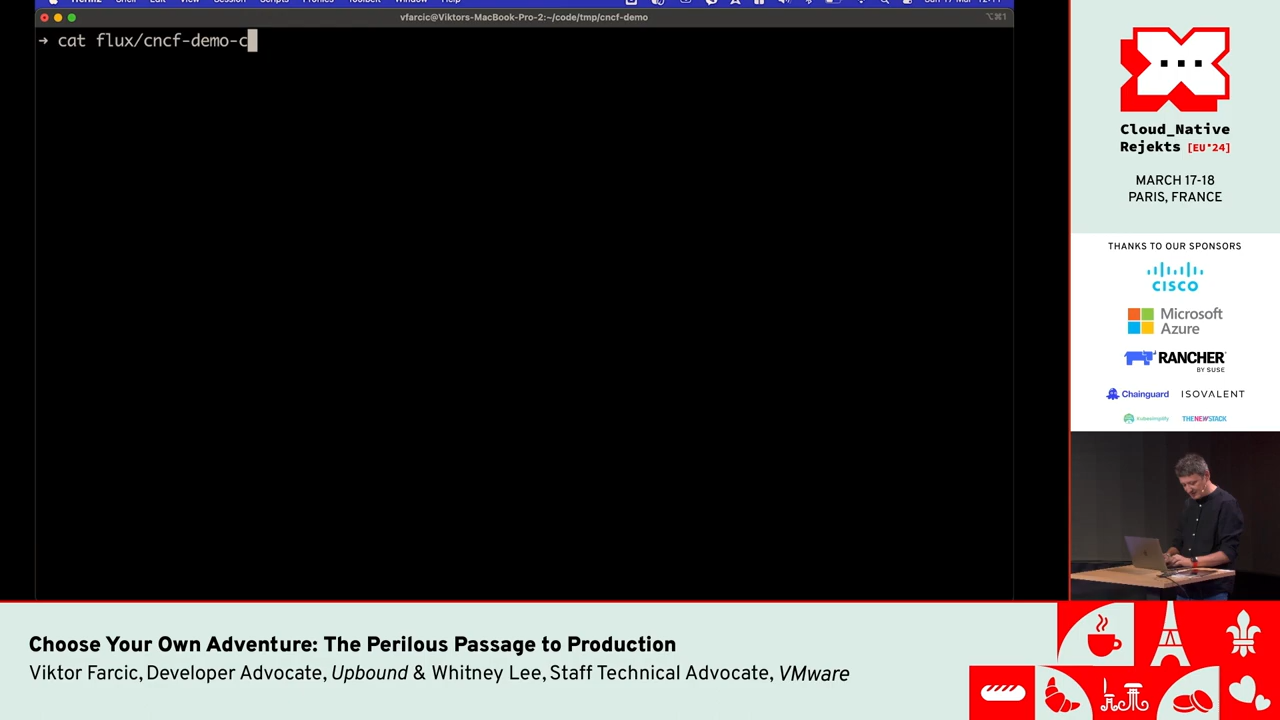 vfarcic@Viktors-MacBook-Pro-2:~/code/tmp/cncf-demo
⌥⌘1
→ cat flux/cncf-demo-c
Cloud_Native
Rejekts [EU'24]
MARCH 17-18
PARIS, FRANCE
THANKS TO OUR SPONSORS
CISCO
Microsoft
Azure
RANCHER
BY SUSE
Chainguard ISOVALENT
kubesimplify THENEWSTACK
Choose Your Own Adventure: The Perilous Passage to Production
Viktor Farcic, Developer Advocate, Upbound & Whitney Lee, Staff Technical Advocate, VMware